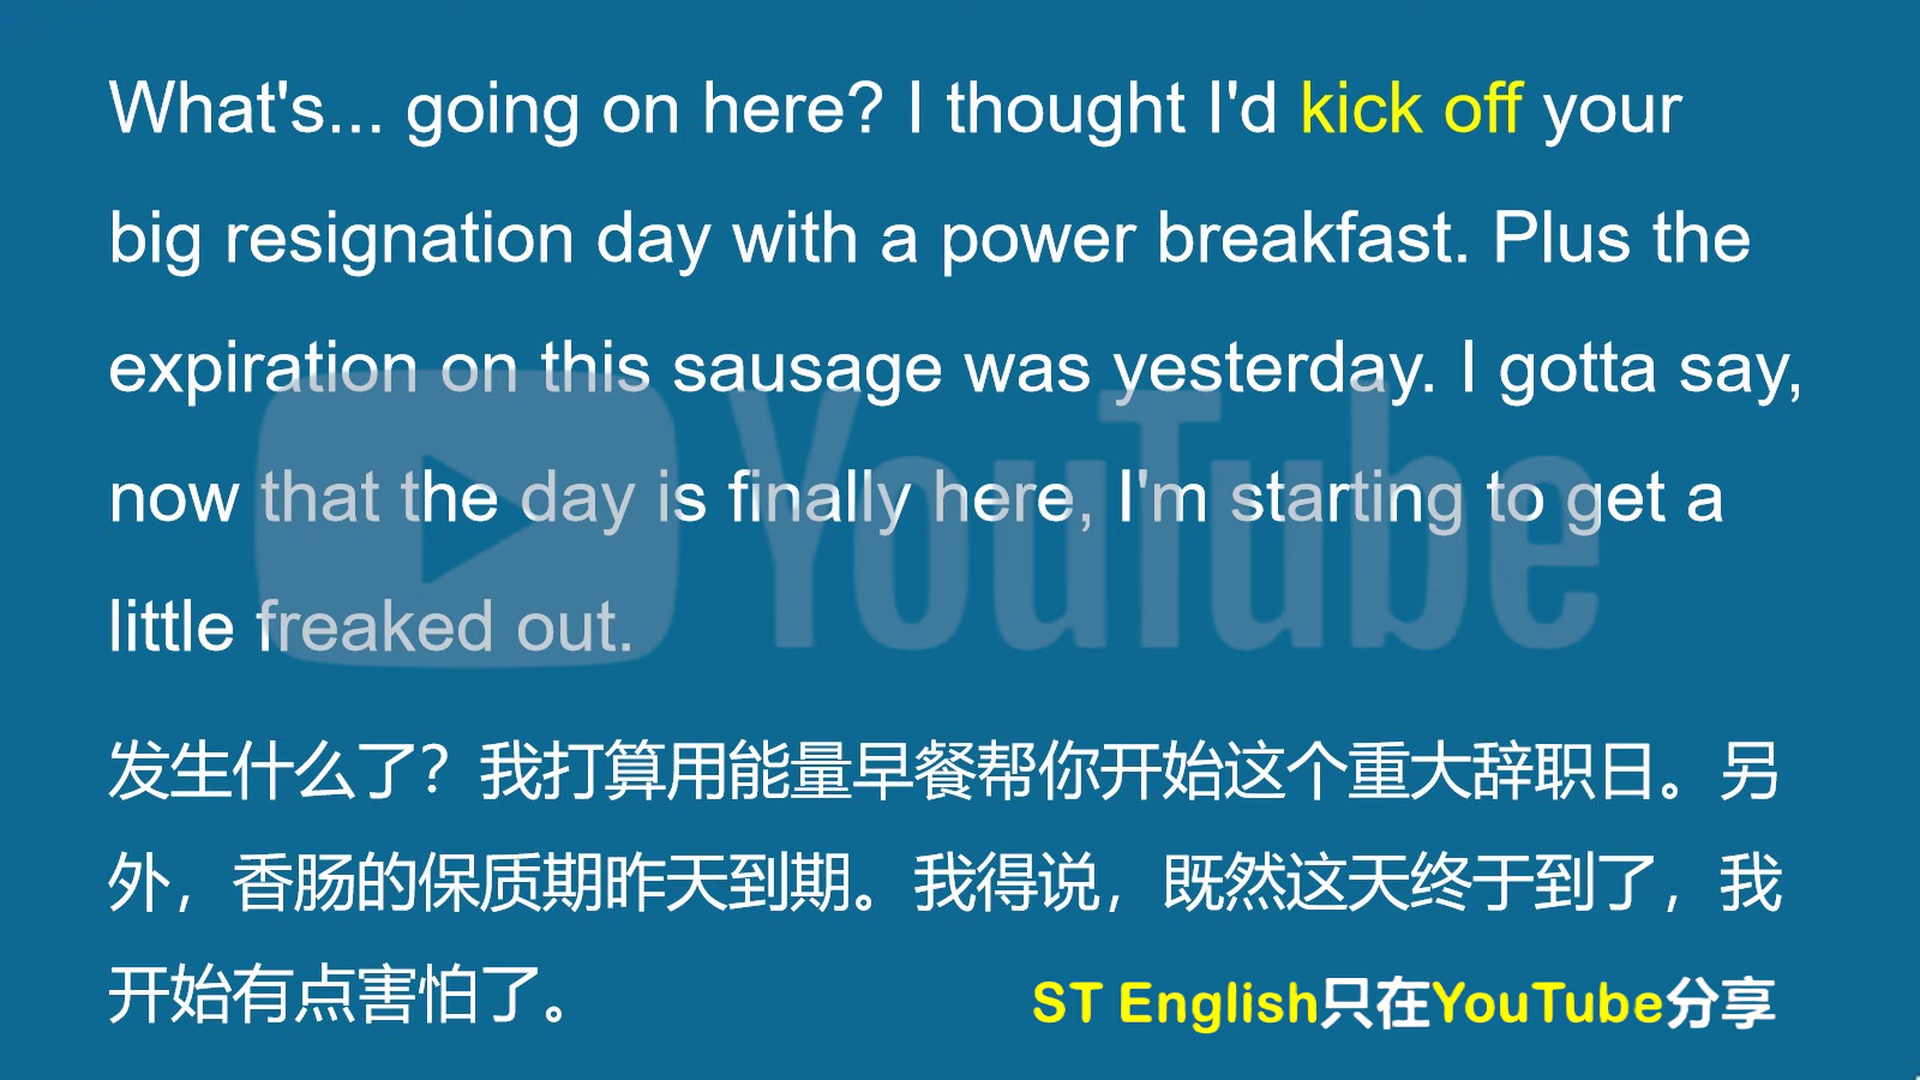 What's... going on here? I thought I'd kick off your
big resignation day with a power breakfast. Plus the
expiration on this sausage was yesterday. I gotta say,
now that the day is finally here, I'm starting to get a
little freaked out.
YouTube
发生什么了？我打算用能量早餐帮你开始这个重大辞职日。另
外，香肠的保质期昨天到期。我得说，既然这天终于到了，我
开始有点害怕了。
ST English只在YouTube分享